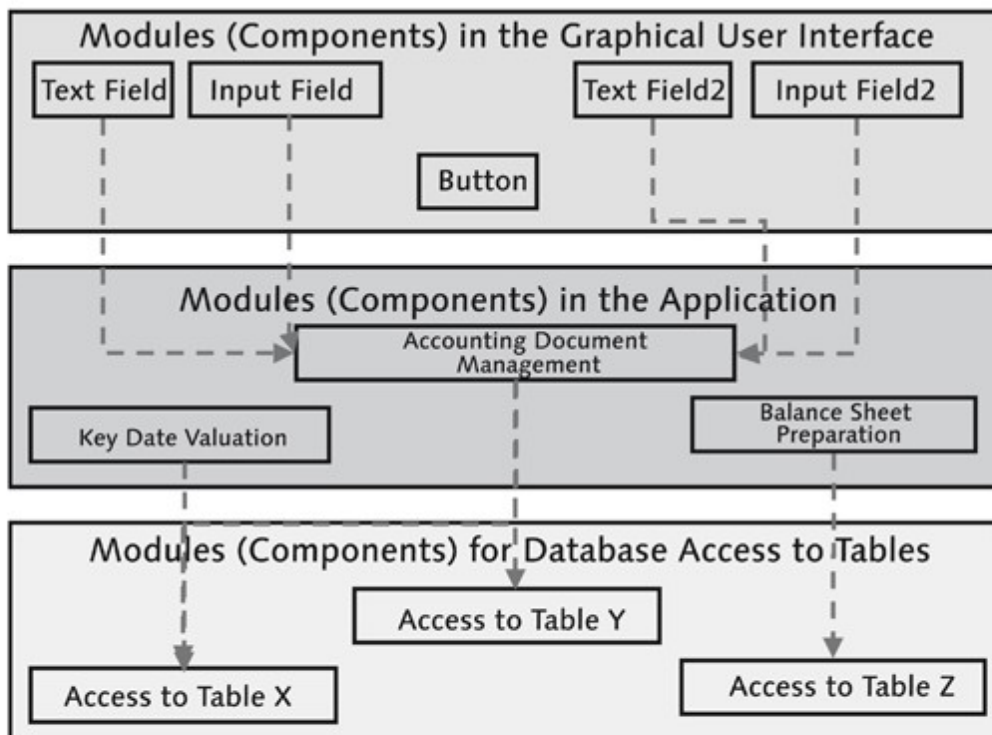 Modules (Components) in the Graphical User Interface
Text Field
Input Field
Text Field2
Input Field2
Button
Modules (Components) in the Application
Accounting Document
Management
Key Date Valuation
Balance Sheet
Preparation
Modules (Components) for Database Access to Tables
Access to Table Y
Access to Table X
Access to Table Z